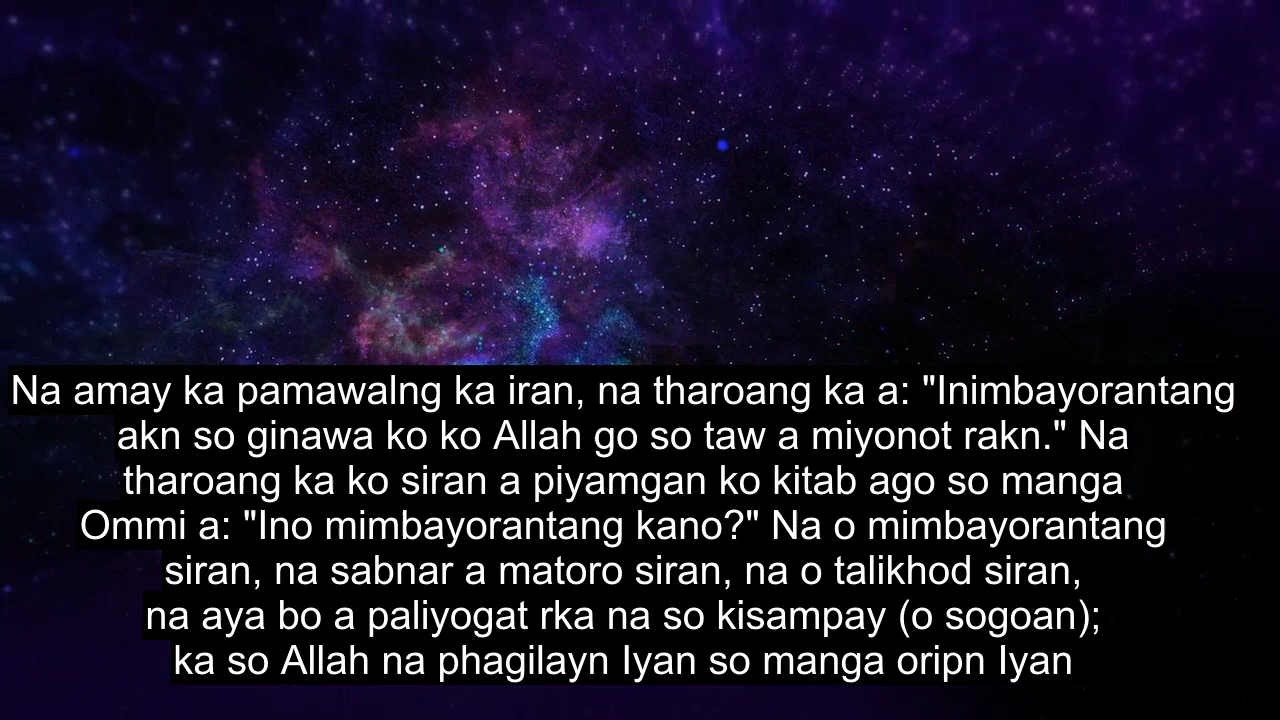 Na amay ka pamawalng ka iran, na tharoang ka a: "Inimbayorantang
akn so ginawa ko ko Allah go so taw a miyonot rakn." Na
tharoang ka ko siran a piyamgan ko kitab ago so manga
Ommi a: "Ino mimbayorantang kano?" Na o mimbayorantang
siran, na sabnar a matoro siran, na o talikhod siran,
na aya bo a paliyogat rka na so kisampay (o sogoan);
ka so Allah na phagilayn Iyan so manga oripn Iyan